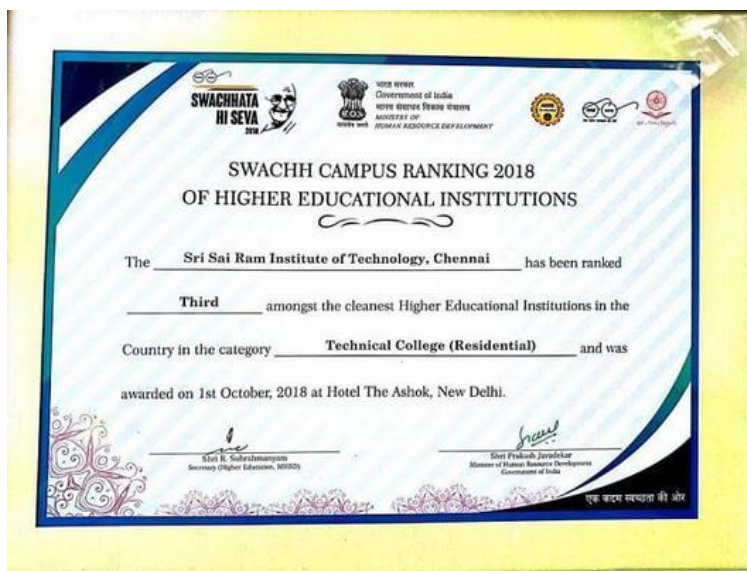 SWACHHATA
HI SEVA
2018
भारत सरकार
Government of India
मानव संसाधन विकास मंत्रालय
MINISTRY OF
HUMAN RESOURCE DEVELOPMENT
SWACHH CAMPUS RANKING 2018
OF HIGHER EDUCATIONAL INSTITUTIONS
The Sri Sai Ram Institute of Technology, Chennai has been ranked
Third amongst the cleanest Higher Educational Institutions in the
Country in the category Technical College (Residential) and was
awarded on 1st October, 2018 at Hotel The Ashok, New Delhi.
Shri R. Subrahmanyam
Secretary (Higher Education, MHRD)
Shri Prakash Javadekar
Minister of Human Resource Development
Government of India
एक कदम स्वच्छता की ओर